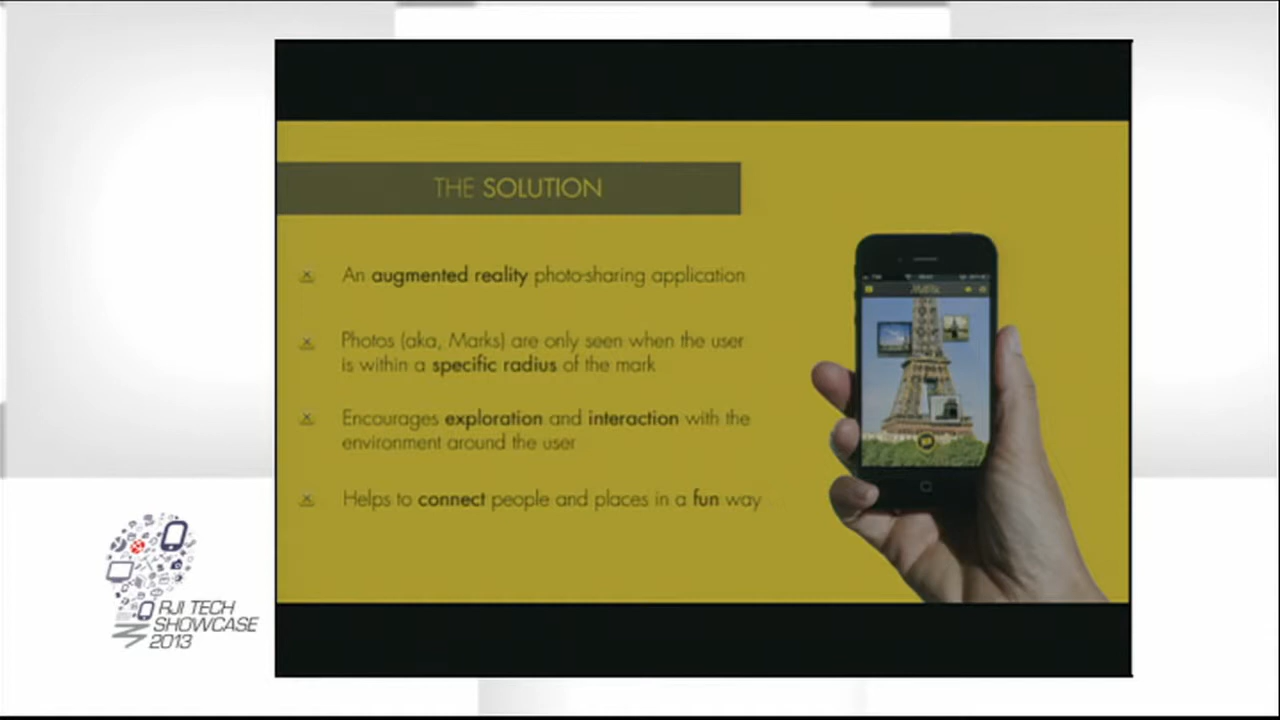 THE SOLUTION
An augmented reality photo-sharing application
Photos (aka, Marks) are only seen when the user
is within a specific radius of the mark
Encourages exploration and interaction with the
environment around the user
Helps to connect people and places in a fun way
RJI TECH
SHOWCASE
2013